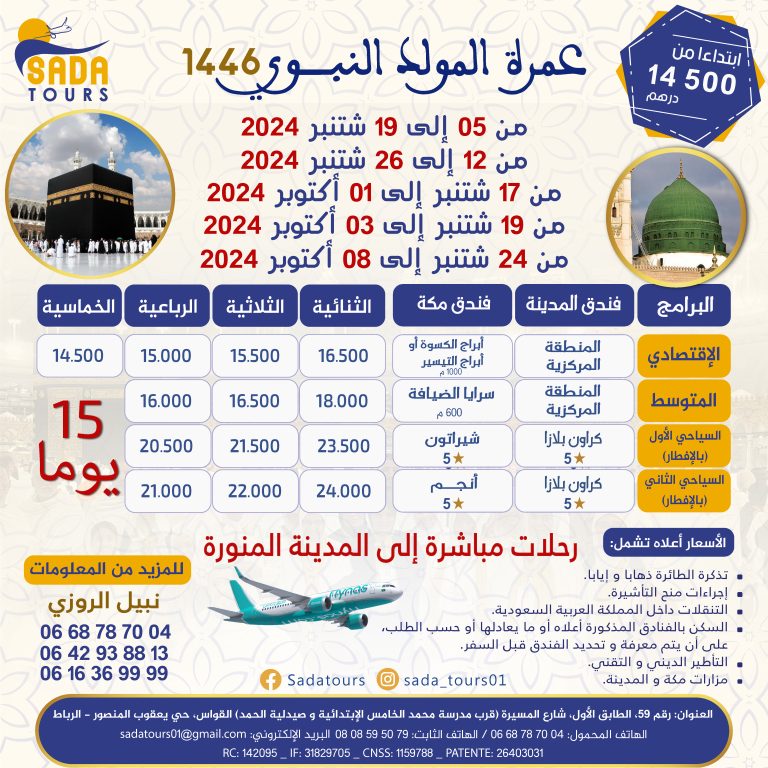 SADA
TOURS
عمرة المولد النبوي 1446
ابتداءا من
14 500
درهم
من 05 إلى 19 شتنبر 2024
من 12 إلى 26 شتنبر 2024
من 17 شتنبر إلى 01 أكتوبر 2024
من 19 شتنبر إلى 03 أكتوبر 2024
من 24 شتنبر إلى 08 أكتوبر 2024
البرامج فندق المدينة فندق مكة الثنائية الثلاثية الرباعية الخماسية
الإقتصادي المنطقة المركزية أبراج الكسوة أو أبراج التيسير 1000 م 16.500 15.500 15.000 14.500
المتوسط المنطقة المركزية سرايا الضيافة 600 م 18.000 16.500 16.000
السياحي الأول (بالإفطار) كراون بلازا 5★ شيراتون 5★ 23.500 21.500 20.500
السياحي الثاني (بالإفطار) كراون بلازا 5★ أنجم 5★ 24.000 22.000 21.000
15
يوما
رحلات مباشرة إلى المدينة المنورة
الأسعار أعلاه تشمل:
تذكرة الطائرة ذهابا و إيابا.
إجراءات منح التأشيرة.
التنقلات داخل المملكة العربية السعودية.
السكن بالفنادق المذكورة أعلاه أو ما يعادلها أو حسب الطلب،
على أن يتم معرفة و تحديد الفندق قبل السفر.
التأطير الديني و التقني.
مزارات مكة و المدينة.
flynas
للمزيد من المعلومات
نبيل الروزي
06 68 78 70 04
06 42 93 88 13
06 16 36 99 99
Sadatours sada_tours01
العنوان: رقم 59، الطابق الأول، شارع المسيرة (قرب مدرسة محمد الخامس الإبتدائية و صيدلية الحمد) القواس، حي يعقوب المنصور - الرباط
الهاتف المحمول: 04 70 78 68 06 / الهاتف الثابت: 79 50 59 08 08 البريد الإلكتروني: sadatours01@gmail.com
RC: 142095 _ IF: 31829705 _ CNSS: 1159788 _ PATENTE: 26403031